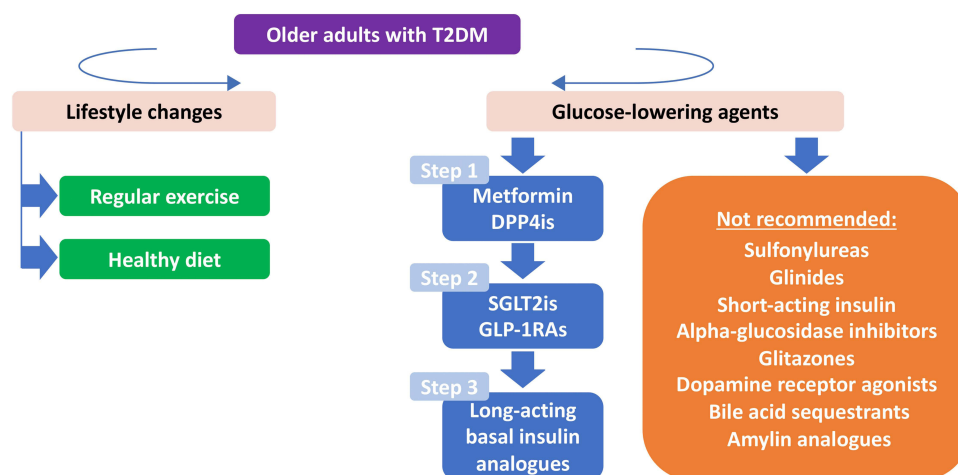 Older adults with T2DM
Lifestyle changes
Regular exercise
Healthy diet
Glucose-lowering agents
Step 1
Metformin
DPP4is
Step 2
SGLT2is
GLP-1RAs
Step 3
Long-acting
basal insulin
analogues
Not recommended:
Sulfonylureas
Glinides
Short-acting insulin
Alpha-glucosidase inhibitors
Glitazones
Dopamine receptor agonists
Bile acid sequestrants
Amylin analogues